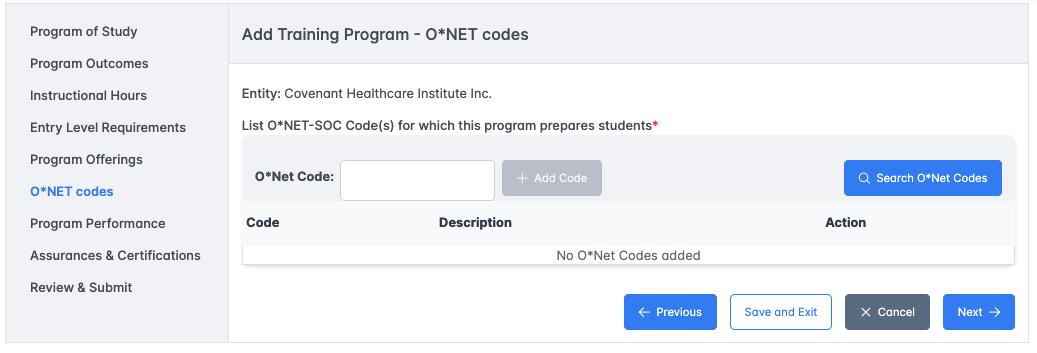 Program of Study
Program Outcomes
Instructional Hours
Entry Level Requirements
Program Offerings
O*NET codes
Program Performance
Assurances & Certifications
Review & Submit
Add Training Program - O*NET codes
Entity: Covenant Healthcare Institute Inc.
List O*NET-SOC Code(s) for which this program prepares students*
O*Net Code: + Add Code Search O*Net Codes
Code Description Action
No O*Net Codes added
← Previous Save and Exit × Cancel Next →